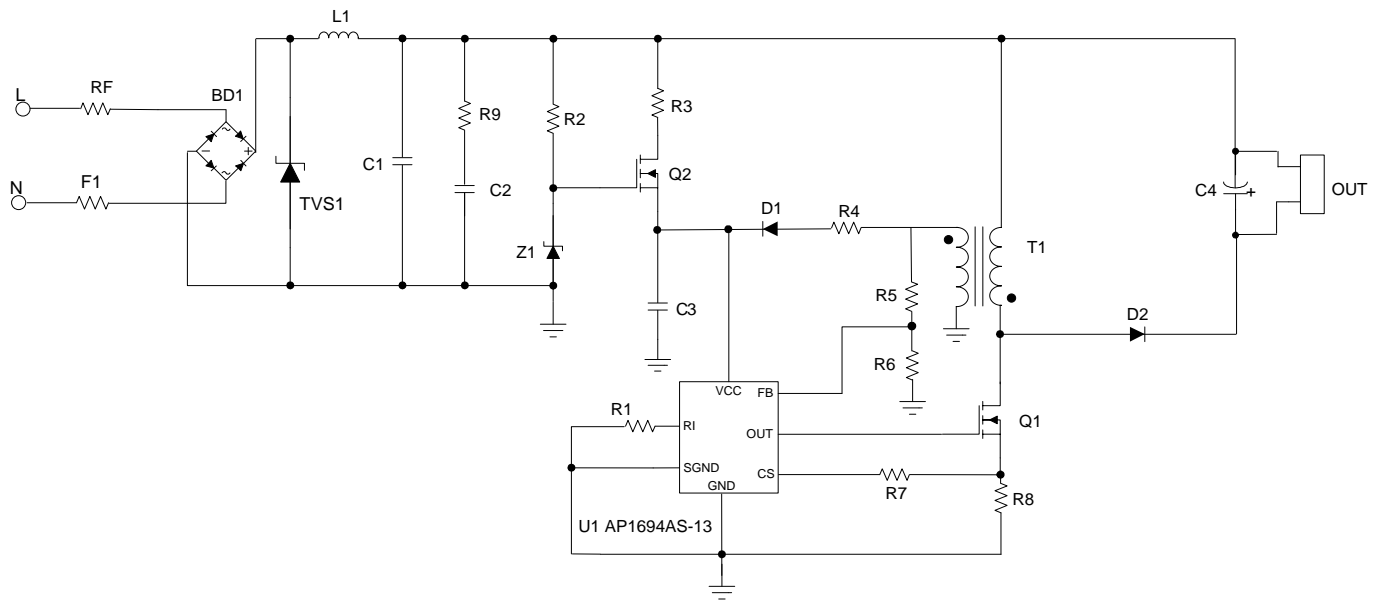 L1
L
RF
BD1
~
-
+
~
N
F1
TVS1
C1
R9
C2
R2
R3
Q2
Z1
D1
R4
C3
R5
R6
T1
D2
C4
+
OUT
VCC
FB
R1
RI
OUT
Q1
SGND
CS
GND
R7
R8
U1 AP1694AS-13